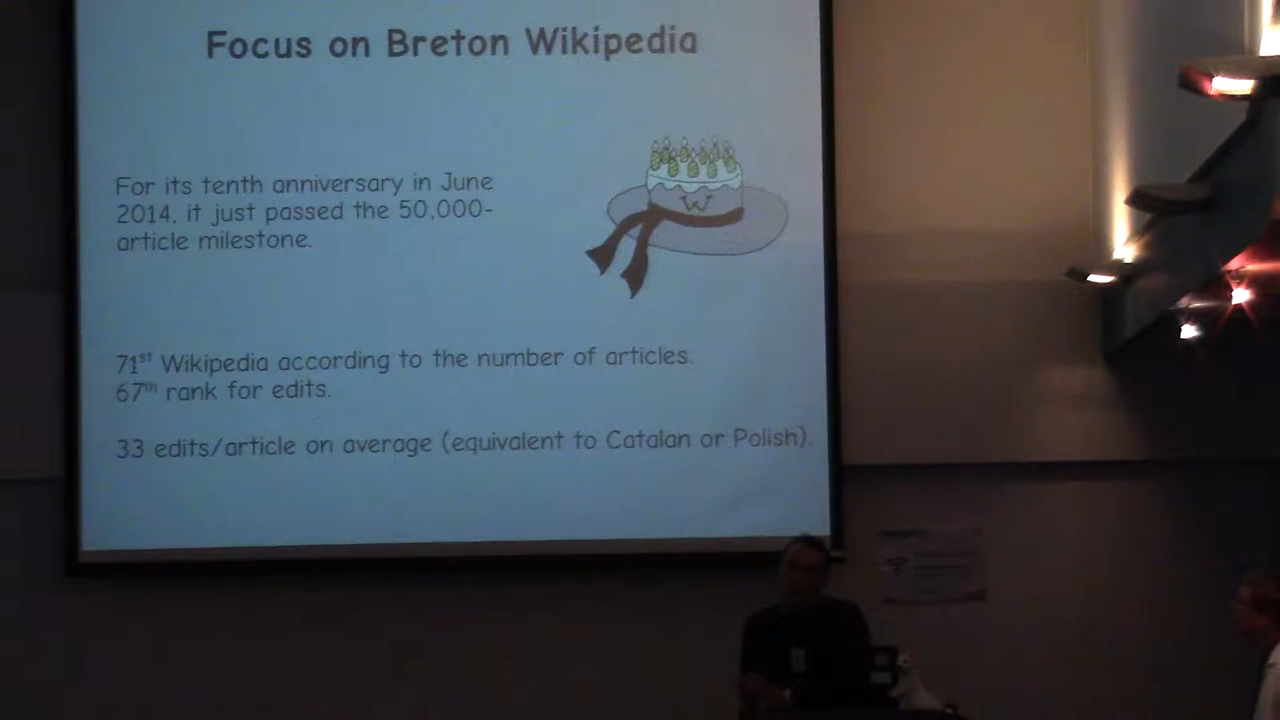 Focus on Breton Wikipedia
For its tenth anniversary in June
2014, it just passed the 50,000-
article milestone.
W
71st Wikipedia according to the number of articles.
67th rank for edits.
33 edits/article on average (equivalent to Catalan or Polish).